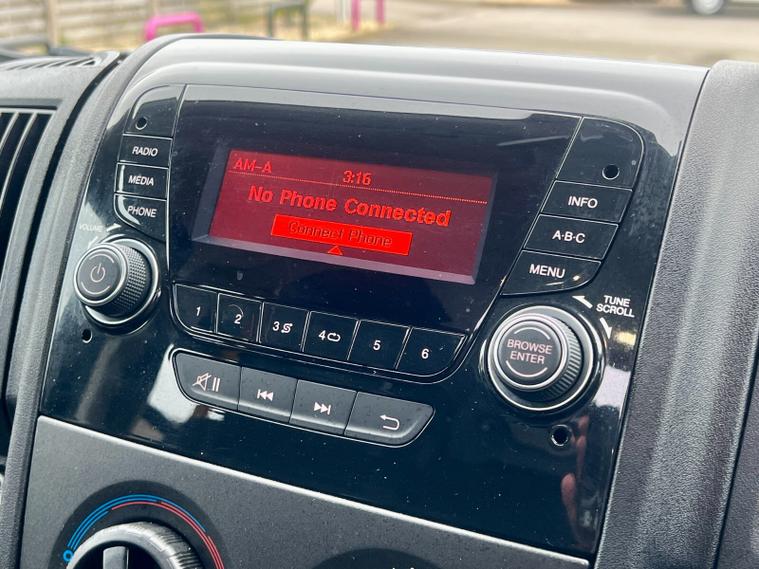 RADIO
MEDIA
PHONE
VOLUME
AM-A 3:16
No Phone Connected
Connect Phone
INFO
A-B-C
MENU
TUNE
SCROLL
BROWSE
ENTER
1 2 3 4 5 6